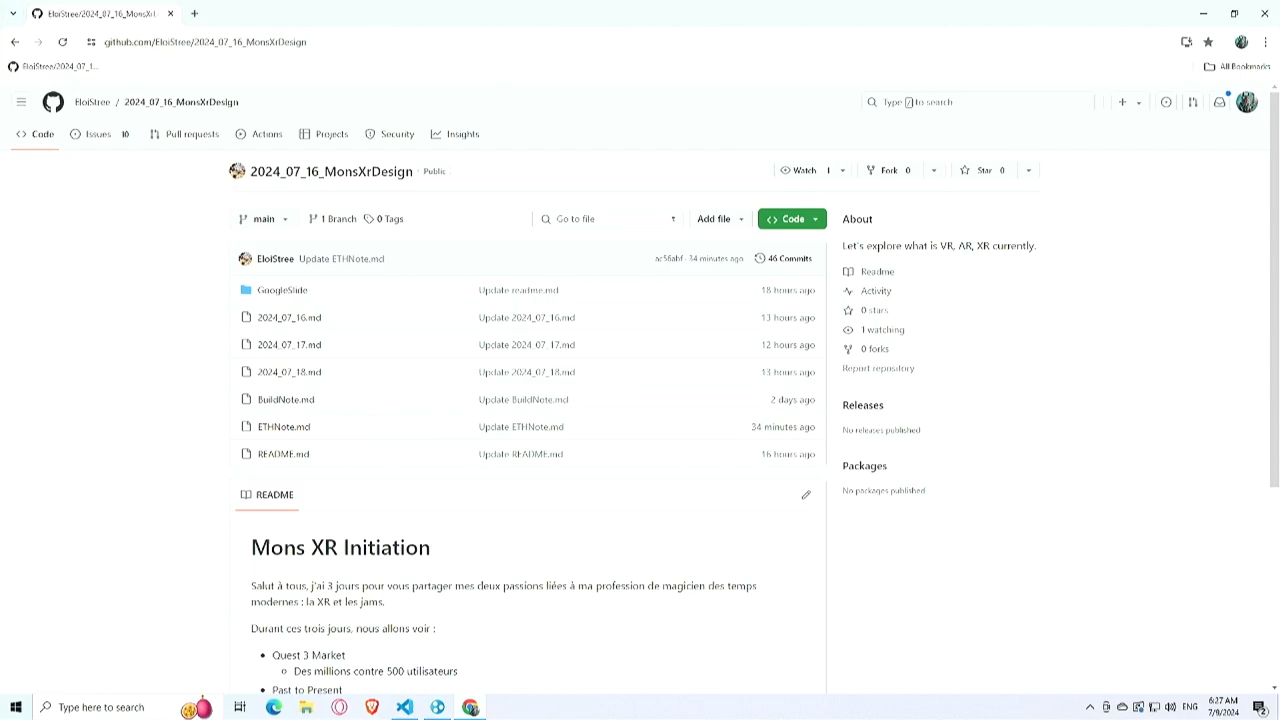 EloiStree/2024_07_16_MonsXrD
github.com/EloiStree/2024_07_16_MonsXrDesign
EloiStree/2024_07_1...
All Bookmarks
EloiStree / 2024_07_16_MonsXrDesign
Type / to search
Code
Issues 10
Pull requests
Actions
Projects
Security
Insights
2024_07_16_MonsXrDesign Public
Watch 1
Fork 0
Star 0
main
1 Branch
0 Tags
Go to file
t
Add file
Code
About
EloiStree Update ETHNote.md
ac56abf · 34 minutes ago
46 Commits
Let's explore what is VR, AR, XR currently.
GoogleSlide Update readme.md 18 hours ago
2024_07_16.md Update 2024_07_16.md 13 hours ago
2024_07_17.md Update 2024_07_17.md 12 hours ago
2024_07_18.md Update 2024_07_18.md 13 hours ago
BuildNote.md Update BuildNote.md 2 days ago
ETHNote.md Update ETHNote.md 34 minutes ago
README.md Update README.md 16 hours ago
Readme
Activity
0 stars
1 watching
0 forks
Report repository
Releases
No releases published
Packages
No packages published
README
Mons XR Initiation
Salut à tous, j'ai 3 jours pour vous partager mes deux passions liées à ma profession de magicien des temps
modernes : la XR et les jams.
Durant ces trois jours, nous allons voir :
Quest 3 Market
Des millions contre 500 utilisateurs
Past to Present
Type here to search
ENG
6:27 AM
7/9/2024
2